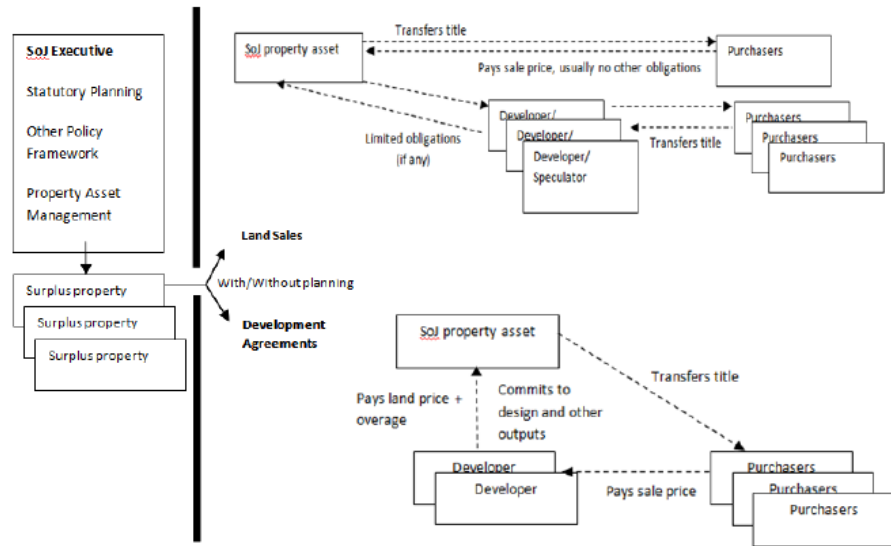 SoJ Executive
Statutory Planning
Other Policy
Framework
Property Asset
Management
Surplus property
Surplus property
Surplus property
Land Sales
With/Without planning
Development
Agreements
SoJ property asset
Transfers title
Pays sale price, usually no other obligations
Purchasers
Limited obligations
(if any)
Developer/
Developer/
Developer/
Speculator
Transfers title
Purchasers
Purchasers
Purchasers
SoJ property asset
Transfers title
Pays land price +
overage
Commits to
design and other
outputs
Developer
Developer
Pays sale price
Purchasers
Purchasers
Purchasers